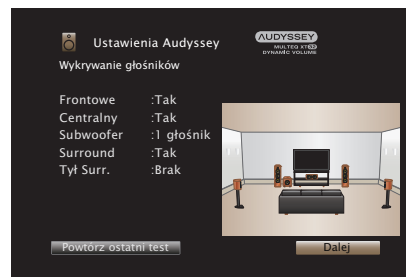 Ustawienia Audyssey
AUDYSSEY
MULTEQ XT32
DYNAMIC VOLUME
Wykrywanie głośników
Frontowe :Tak
Centralny :Tak
Subwoofer :1 głośnik
Surround :Tak
Tył Surr. :Brak
Powtórz ostatni test
Dalej